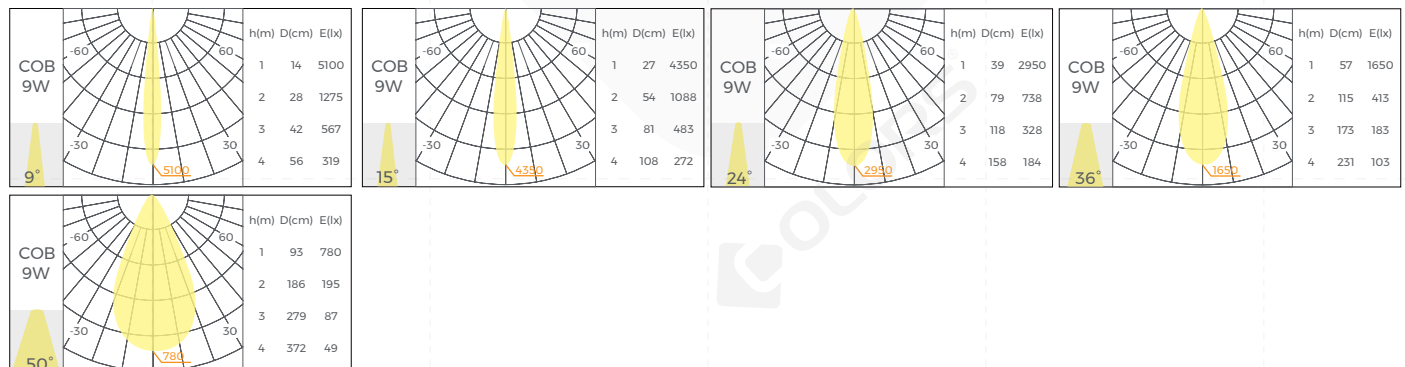 COB
9W
9°
-60
60
-30
30
5100
h(m) D(cm) E(lx)
1 14 5100
2 28 1275
3 42 567
4 56 319
COB
9W
15°
-60
60
-30
30
4350
h(m) D(cm) E(lx)
1 27 4350
2 54 1088
3 81 483
4 108 272
COB
9W
24°
-60
60
-30
30
2950
h(m) D(cm) E(lx)
1 39 2950
2 79 738
3 118 328
4 158 184
COB
9W
36°
-60
60
-30
30
1650
h(m) D(cm) E(lx)
1 57 1650
2 115 413
3 173 183
4 231 103
COB
9W
50°
-60
60
-30
30
780
h(m) D(cm) E(lx)
1 93 780
2 186 195
3 279 87
4 372 49